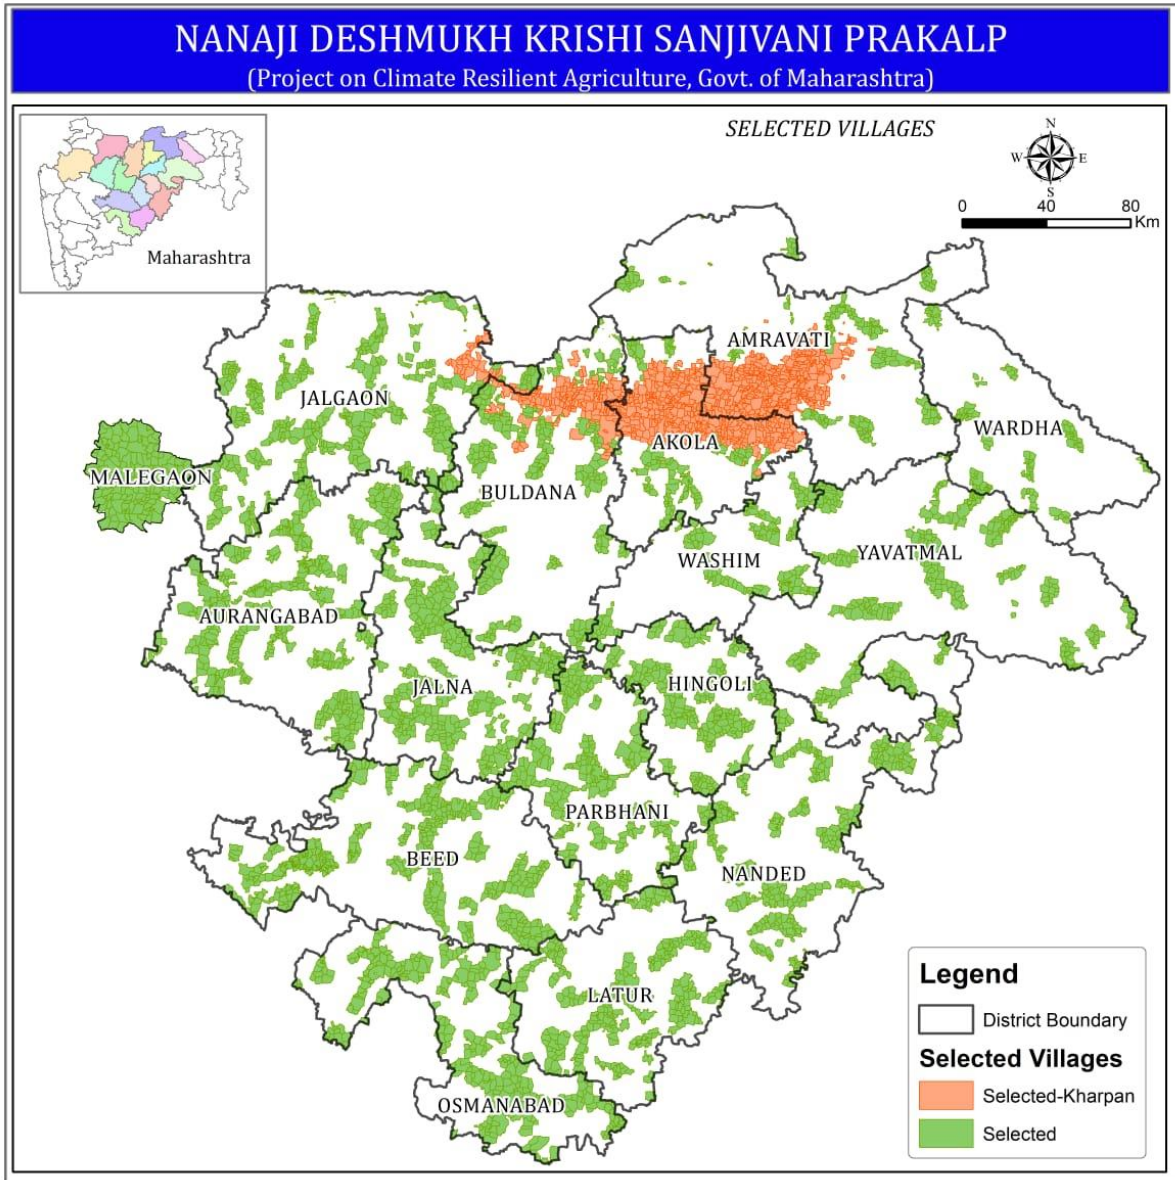 NANAJI DESHMUKH KRISHI SANJIVANI PRAKALP
(Project on Climate Resilient Agriculture, Govt. of Maharashtra)
SELECTED VILLAGES
N
W E
S
0 40 80
Km
Maharashtra
AMRAVATI
JALGAON
WARDHA
AKOLA
MALEGAON
BULDANA
YAVATMAL
WASHIM
AURANGABAD
HINGOLI
JALNA
PARBHANI
BEED
NANDED
LATUR
OSMANABAD
Legend
District Boundary
Selected Villages
Selected-Kharpan
Selected